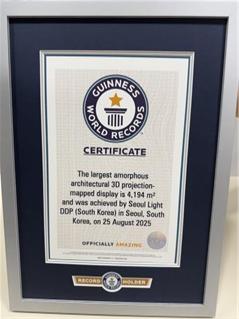 GUINNESS
WORLD RECORDS
CERTIFICATE
The largest amorphous
architectural 3D projection-
mapped display is 4,194 m²
and was achieved by Seoul Light
DDP (South Korea) in Seoul, South
Korea, on 25 August 2025
OFFICIALLY AMAZING
RECORD HOLDER